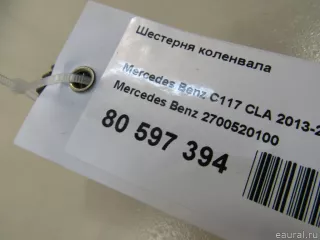 Шестерня коленвала
Mercedes Benz C117 CLA 2013-2
Mercedes Benz 2700520100
80 597 394
eaural.ru